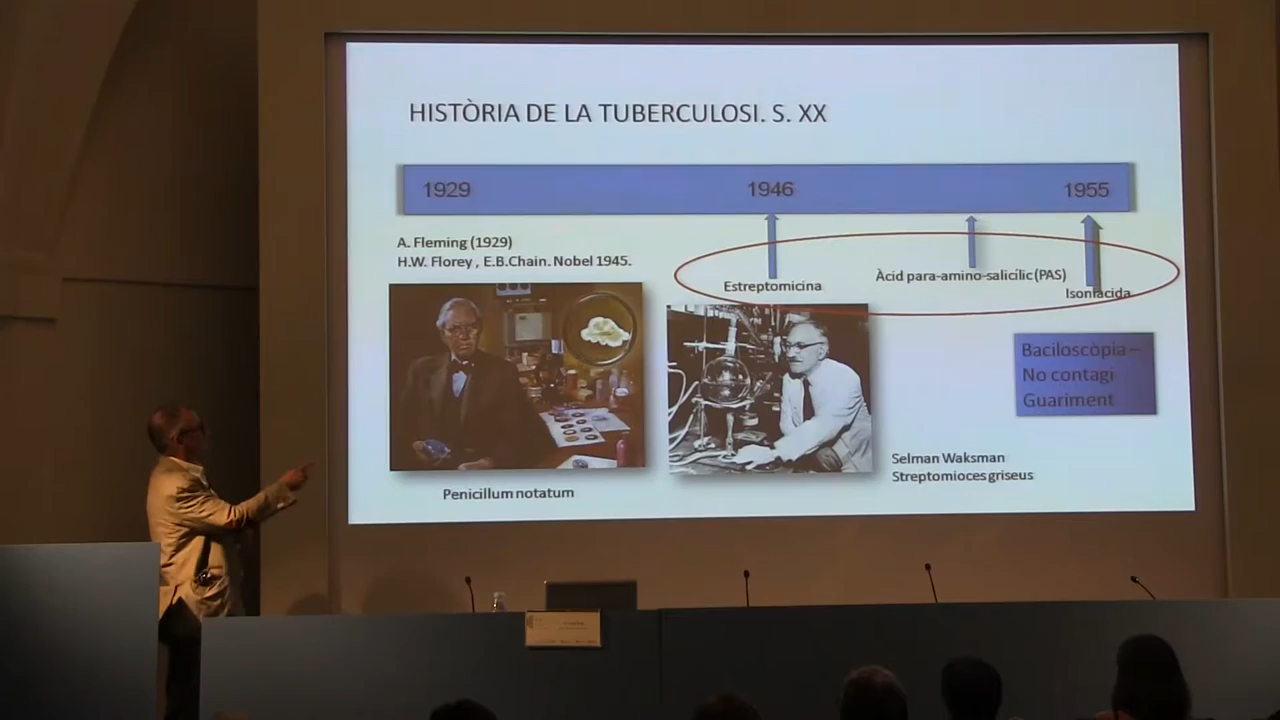 HISTÒRIA DE LA TUBERCULOSI. S. XX
1929
1946
1955
A. Fleming (1929)
H.W. Florey , E.B.Chain. Nobel 1945.
Estreptomicina
Àcid para-amino-salicílic (PAS)
Isoniacida
Baciloscòpia –
No contagi
Guariment
Selman Waksman
Streptomioces griseus
Penicillum notatum